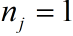 n_j = 1